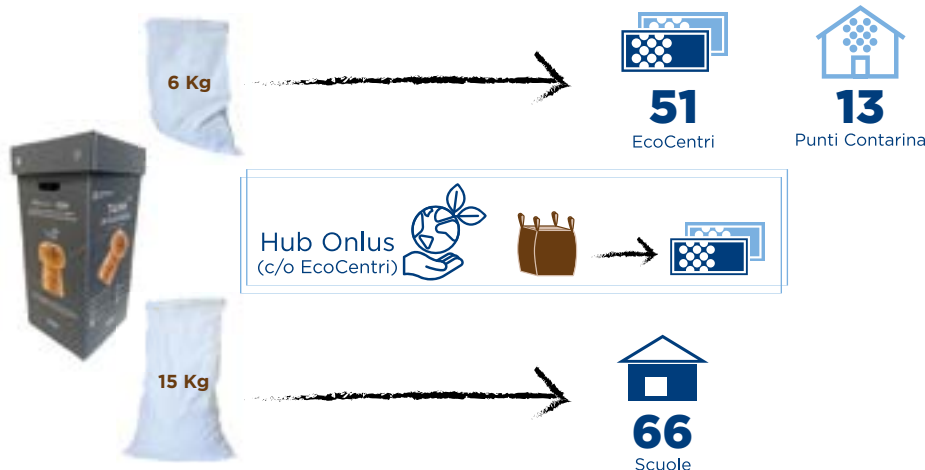 6 Kg
51
EcoCentri
13
Punti Contarina
Hub Onlus
(c/o EcoCentri)
15 Kg
66
Scuole